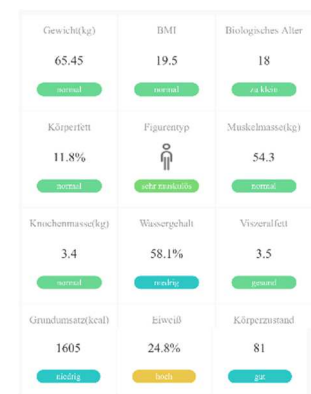 Gewicht(kg) BMI Biologisches Alter
65.45 19.5 18
normal normal zu klein
Körperfett Figurentyp Muskelmasse(kg)
11.8% 54.3
normal sehr muskulös normal
Knochenmasse(kg) Wassergehalt Viszeralfett
3.4 58.1% 3.5
normal niedrig gesund
Grundumsatz(kcal) Eiweiß Körperzustand
1605 24.8% 81
niedrig hoch gut